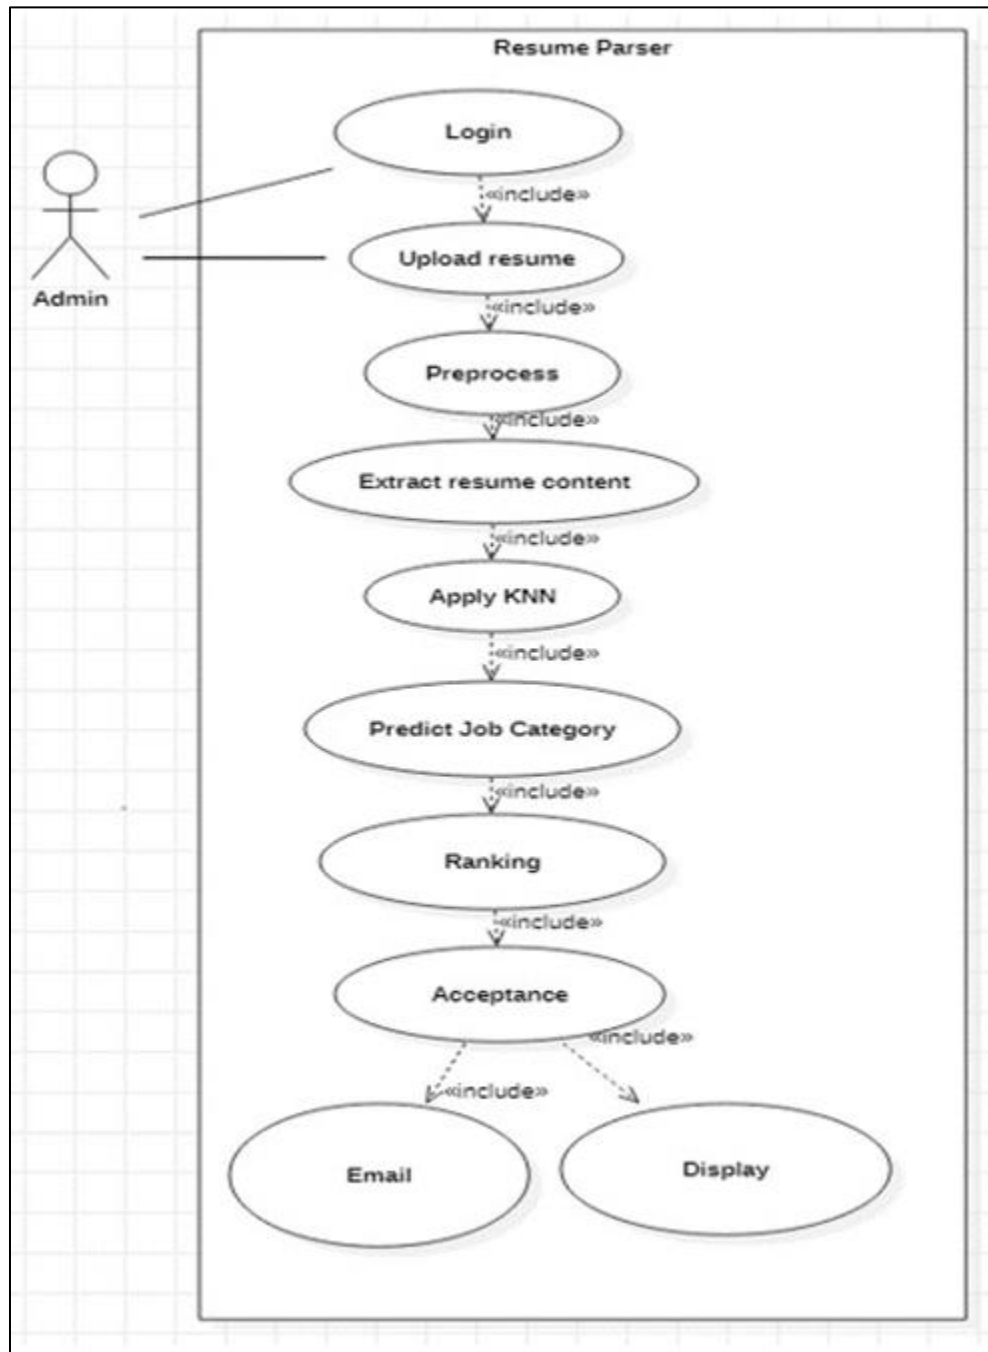 Resume Parser
Login
«include»
Upload resume
«include»
Admin
Preprocess
«include»
Extract resume content
«include»
Apply KNN
«include»
Predict Job Category
«include»
Ranking
«include»
Acceptance
«include»
«include»
Email
Display